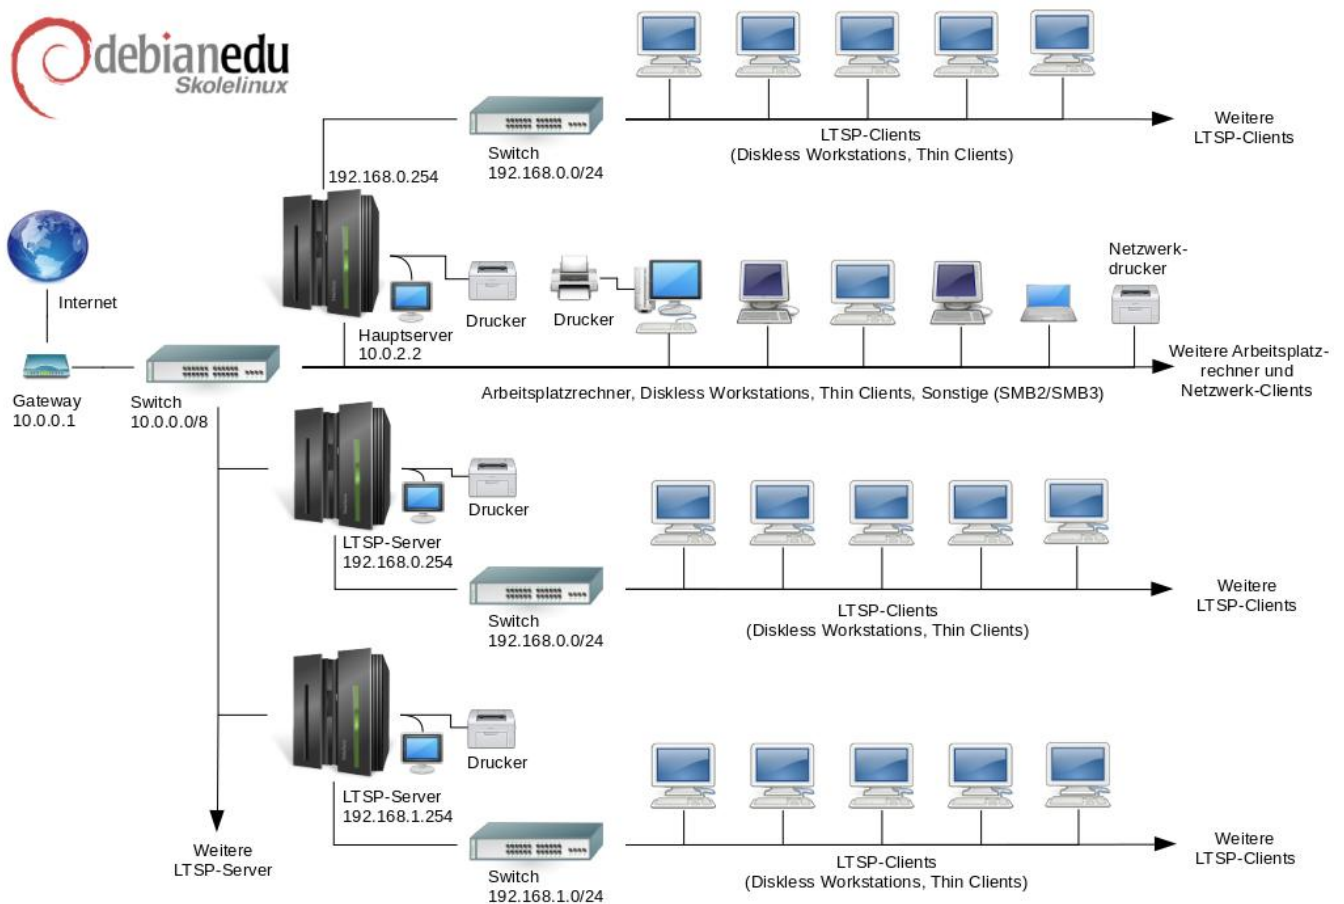 debianedu
Skolelinux
Switch
192.168.0.0/24
LTSP-Clients
(Diskless Workstations, Thin Clients)
Weitere
LTSP-Clients
192.168.0.254
Internet
Hauptserver
10.0.2.2
Drucker
Drucker
Netzwerk-
drucker
Gateway
10.0.0.1
Switch
10.0.0.0/8
Arbeitsplatzrechner, Diskless Workstations, Thin Clients, Sonstige (SMB2/SMB3)
Weitere Arbeitsplatz-
rechner und
Netzwerk-Clients
Drucker
LTSP-Server
192.168.0.254
Switch
192.168.0.0/24
LTSP-Clients
(Diskless Workstations, Thin Clients)
Weitere
LTSP-Clients
Drucker
LTSP-Server
192.168.1.254
Weitere
LTSP-Server
Switch
192.168.1.0/24
LTSP-Clients
(Diskless Workstations, Thin Clients)
Weitere
LTSP-Clients